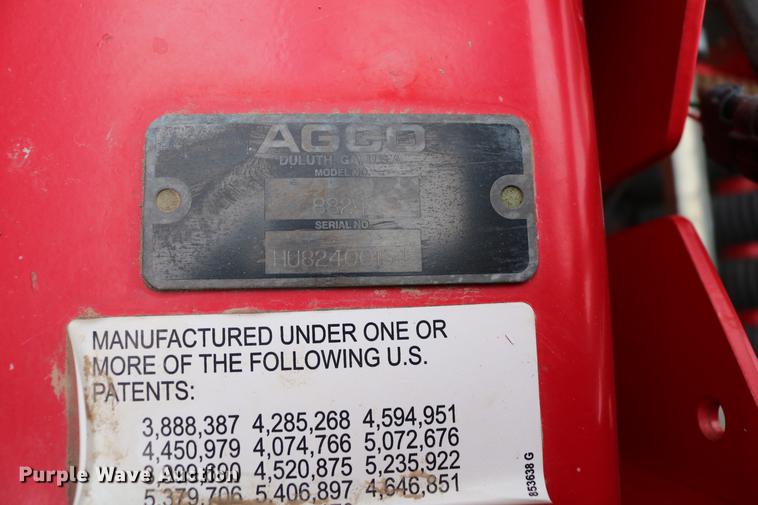 AGCO
DULUTH GA. U.S.A.
MODEL NO.
SERIAL NO.
MANUFACTURED UNDER ONE OR
MORE OF THE FOLLOWING U.S.
PATENTS:
3,888,387 4,285,268 4,594,951
4,450,979 4,074,766 5,072,676
4,520,875 5,235,922
5,379,706 5,406,897 4,646,851
853638 G
Purple Wave Auction